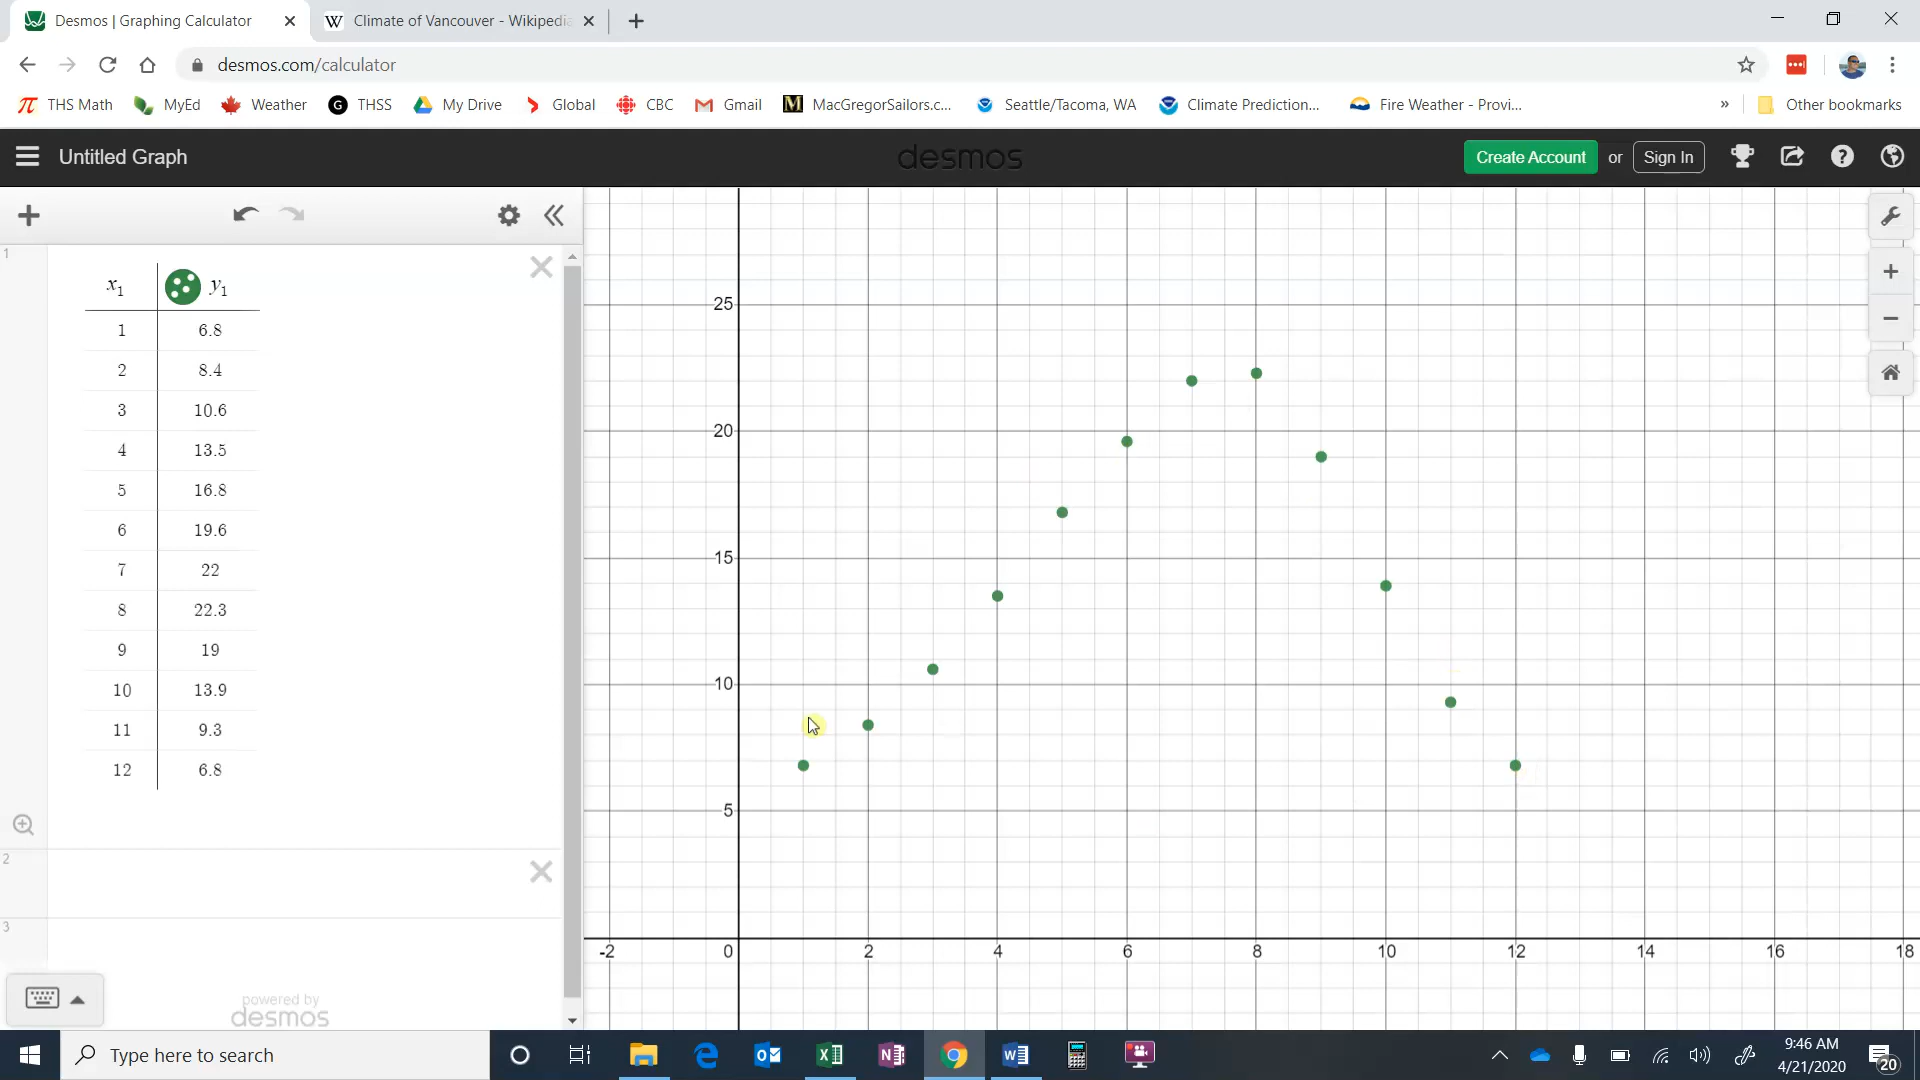 Desmos | Graphing Calculator
W Climate of Vancouver - Wikipedia
desmos.com/calculator
π THS Math MyEd Weather G THSS My Drive Global CBC Gmail M MacGregorSailors.c... Seattle/Tacoma, WA Climate Prediction... Fire Weather - Provi... » Other bookmarks
Untitled Graph
desmos
Create Account or Sign In
1
x1 y1
1 6.8
2 8.4
3 10.6
4 13.5
5 16.8
6 19.6
7 22
8 22.3
9 19
10 13.9
11 9.3
12 6.8
2
3
powered by
desmos
25
20
15
10
5
-2 0 2 4 6 8 10 12 14 16 18
Type here to search
9:46 AM
4/21/2020
20